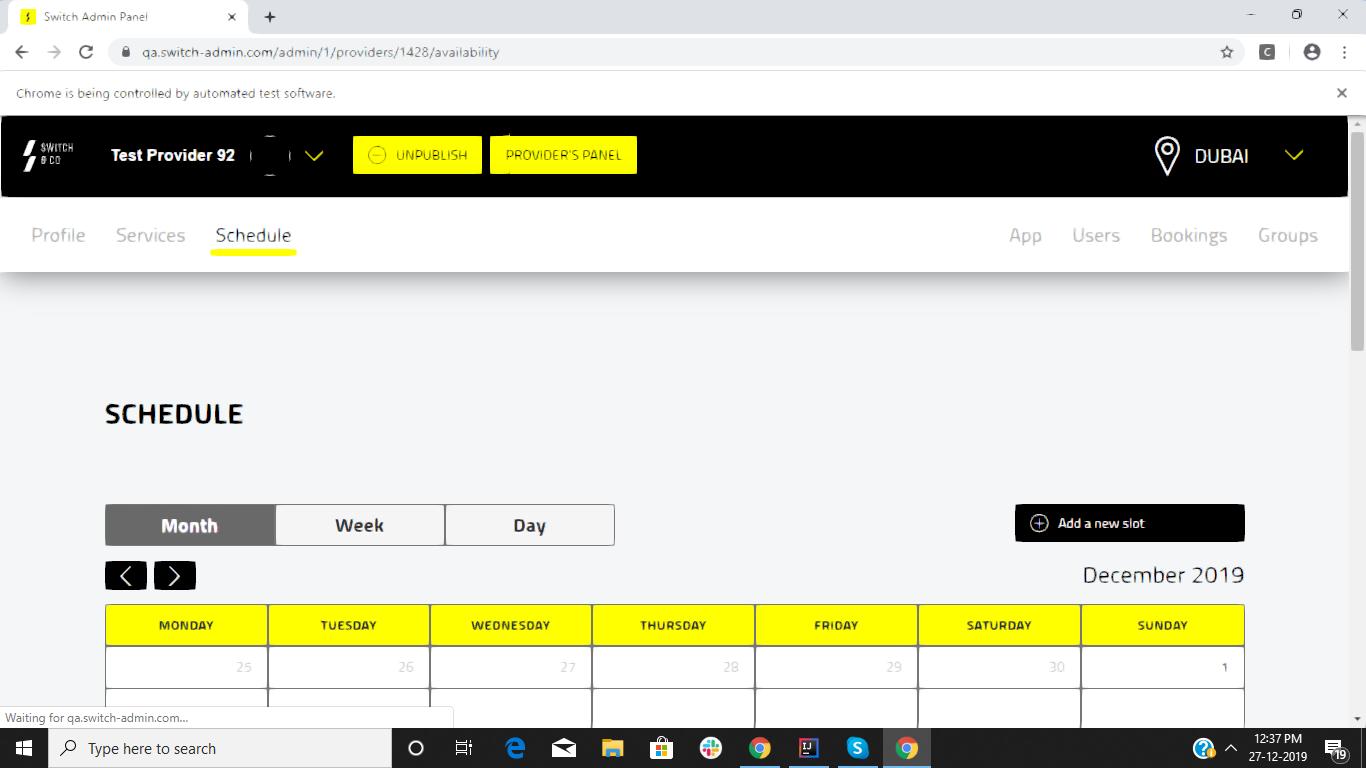 Switch Admin Panel
qa.switch-admin.com/admin/1/providers/1428/availability
C
Chrome is being controlled by automated test software.
SWITCH
& CO
Test Provider 92
UNPUBLISH
PROVIDER'S PANEL
DUBAI
Profile Services Schedule
App Users Bookings Groups
SCHEDULE
Month Week Day
Add a new slot
December 2019
MONDAY TUESDAY WEDNESDAY THURSDAY FRIDAY SATURDAY SUNDAY
25 26 27 28 29 30 1
Waiting for qa.switch-admin.com...
Type here to search
IJ
12:37 PM
27-12-2019
19